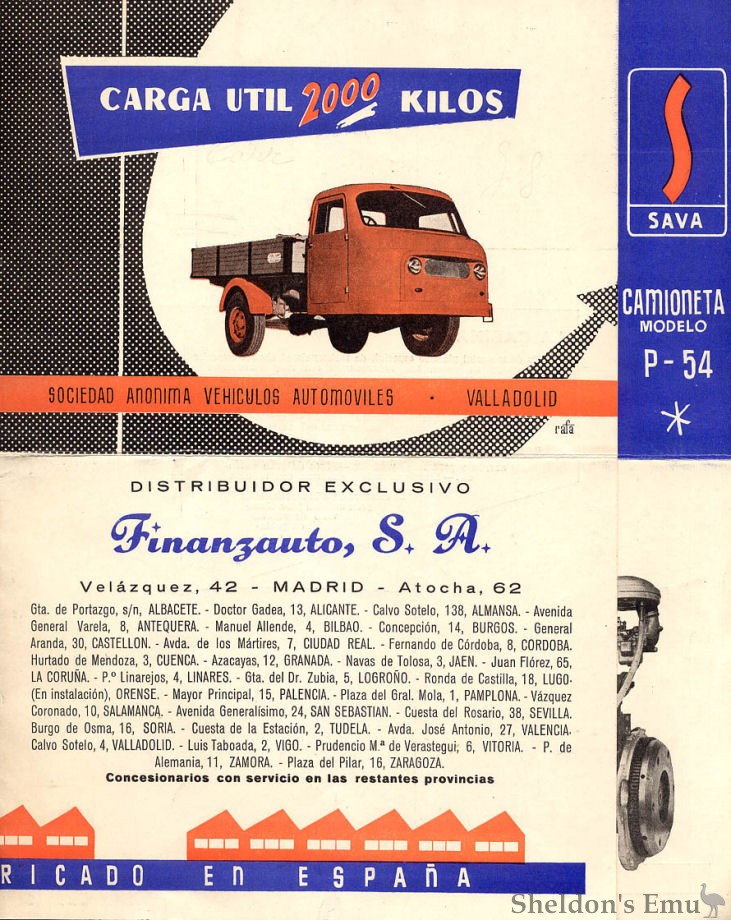 CARGA UTIL 2000 KILOS
SAVA
CAMIONETA
MODELO
P-54
SOCIEDAD ANONIMA VEHICULOS AUTOMOVILES · VALLADOLID
rafa
DISTRIBUIDOR EXCLUSIVO
Finanzauto, S. A.
Velázquez, 42 - MADRID - Atocha, 62
Gta. de Portazgo, s/n, ALBACETE. - Doctor Gadea, 13, ALICANTE. - Calvo Sotelo, 138, ALMANSA. - Avenida
General Varela, 8, ANTEQUERA. - Manuel Allende, 4, BILBAO. - Concepción, 14, BURGOS. - General
Aranda, 30, CASTELLON. - Avda. de los Mártires, 7, CIUDAD REAL. - Fernando de Córdoba, 8, CORDOBA.
Hurtado de Mendoza, 3, CUENCA. - Azacayas, 12, GRANADA. - Navas de Tolosa, 3, JAEN. - Juan Flórez, 65,
LA CORUÑA. - P.º Linarejos, 4, LINARES. - Gta. del Dr. Zubia, 5, LOGROÑO. - Ronda de Castilla, 18, LUGO-
(En instalación), ORENSE. - Mayor Principal, 15, PALENCIA. - Plaza del Gral. Mola, 1, PAMPLONA. - Vázquez
Coronado, 10, SALAMANCA. - Avenida Generalísimo, 24, SAN SEBASTIAN. - Cuesta del Rosario, 38, SEVILLA.
Burgo de Osma, 16, SORIA. - Cuesta de la Estación, 2, TUDELA. - Avda. José Antonio, 27, VALENCIA.
Calvo Sotelo, 4, VALLADOLID. - Luis Taboada, 2, VIGO. - Prudencio M.ª de Verastegui, 6, VITORIA. - P. de
Alemania, 11, ZAMORA. - Plaza del Pilar, 16, ZARAGOZA.
Concesionarios con servicio en las restantes provincias
RICADO EN ESPAÑA
Sheldon's Emu